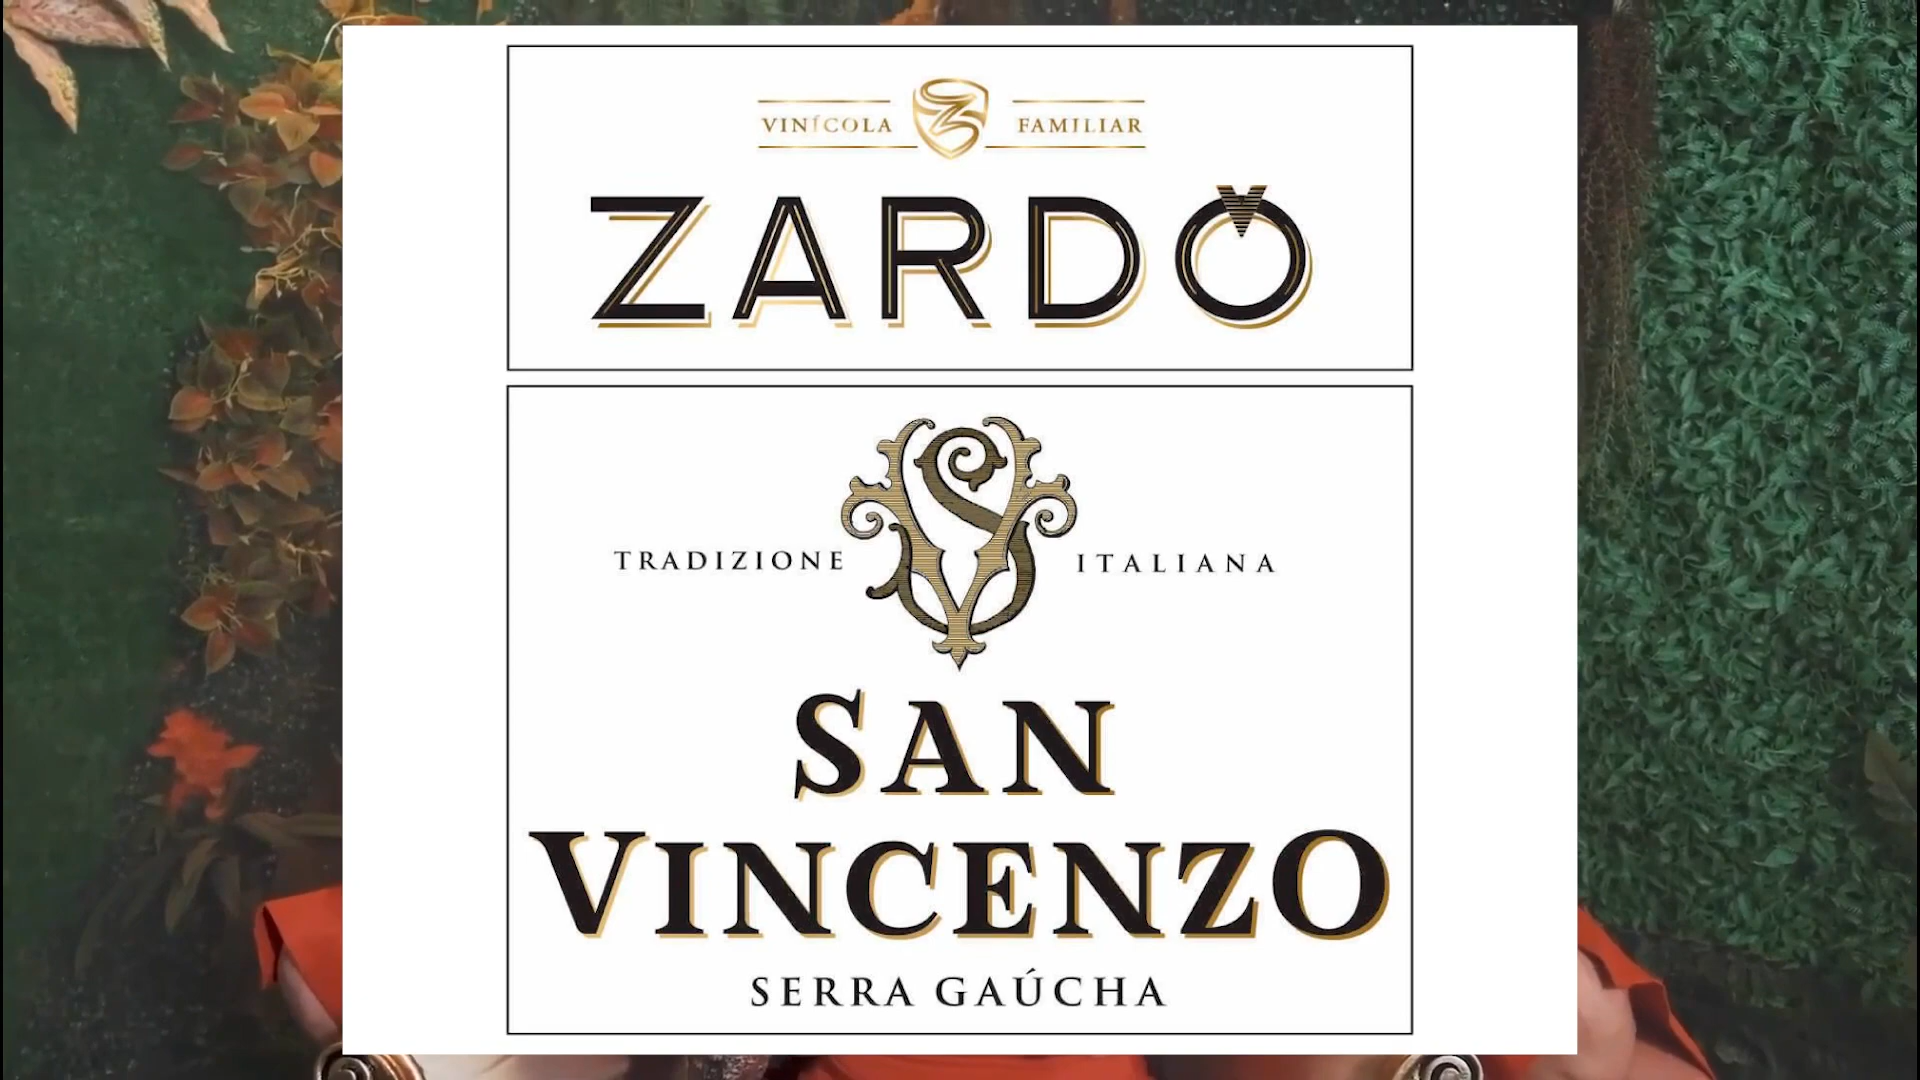 VINÍCOLA FAMILIAR
ZARDO
TRADIZIONE ITALIANA
SAN
VINCENZO
SERRA GAÚCHA